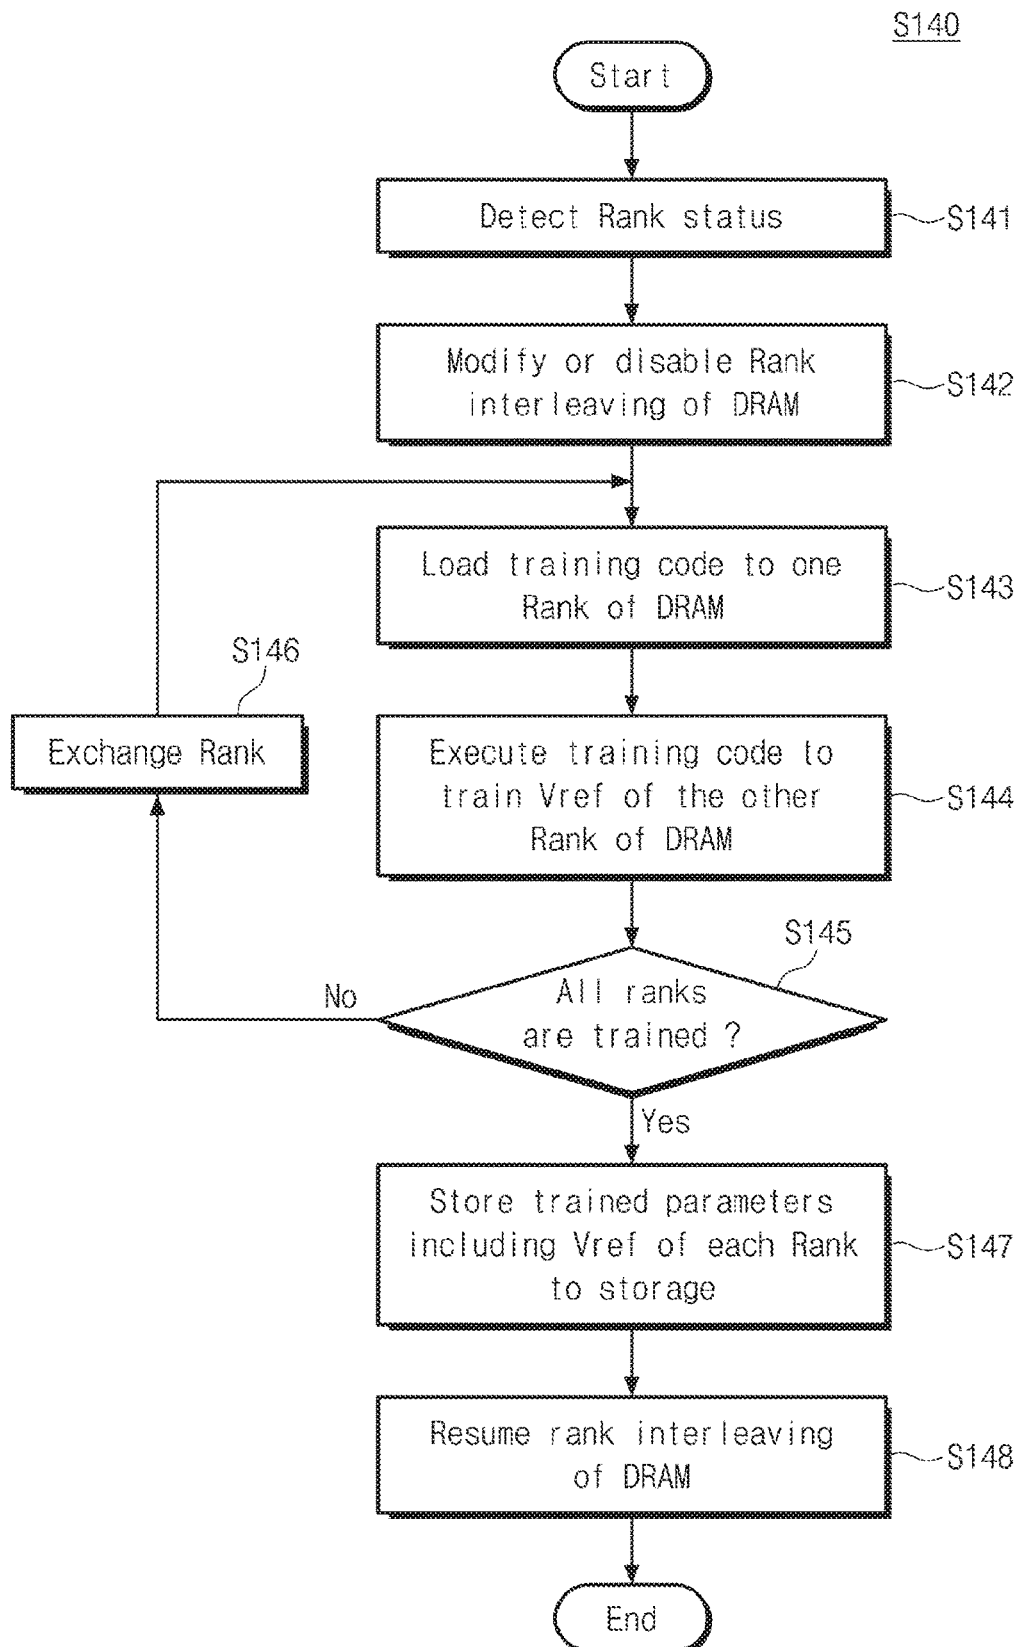 S140
Start
Detect Rank status
S141
Modify or disable Rank
interleaving of DRAM
S142
Load training code to one
Rank of DRAM
S143
S146
Exchange Rank
Execute training code to
train Vref of the other
Rank of DRAM
S144
S145
All ranks
are trained ?
No
Yes
Store trained parameters
including Vref of each Rank
to storage
S147
Resume rank interleaving
of DRAM
S148
End